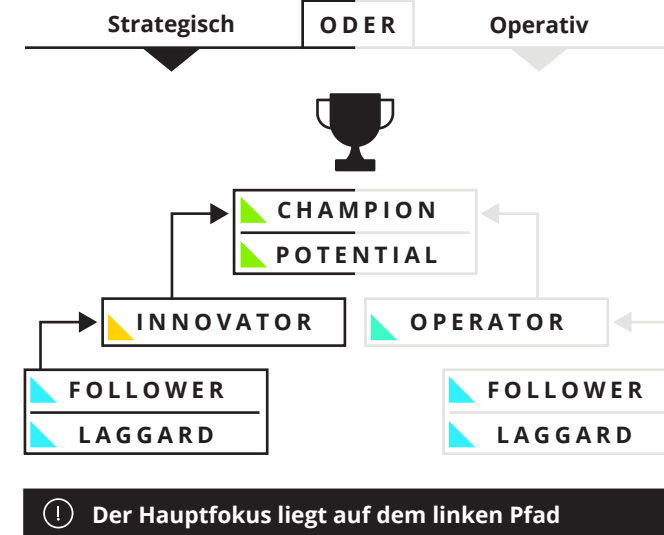 Strategisch ODER Operativ
CHAMPION
POTENTIAL
INNOVATOR OPERATOR
FOLLOWER FOLLOWER
LAGGARD LAGGARD
! Der Hauptfokus liegt auf dem linken Pfad